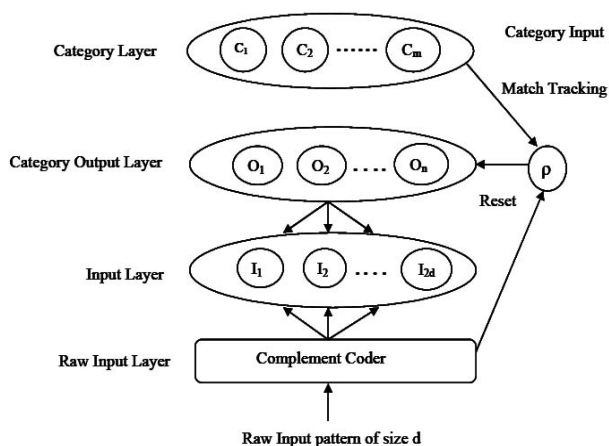 Category Input
Category Layer
C1 C2 ...... Cm
Match Tracking
Category Output Layer
O1 O2 .... On
ρ
Reset
Input Layer
I1 I2 .... I2d
Raw Input Layer
Complement Coder
Raw Input pattern of size d